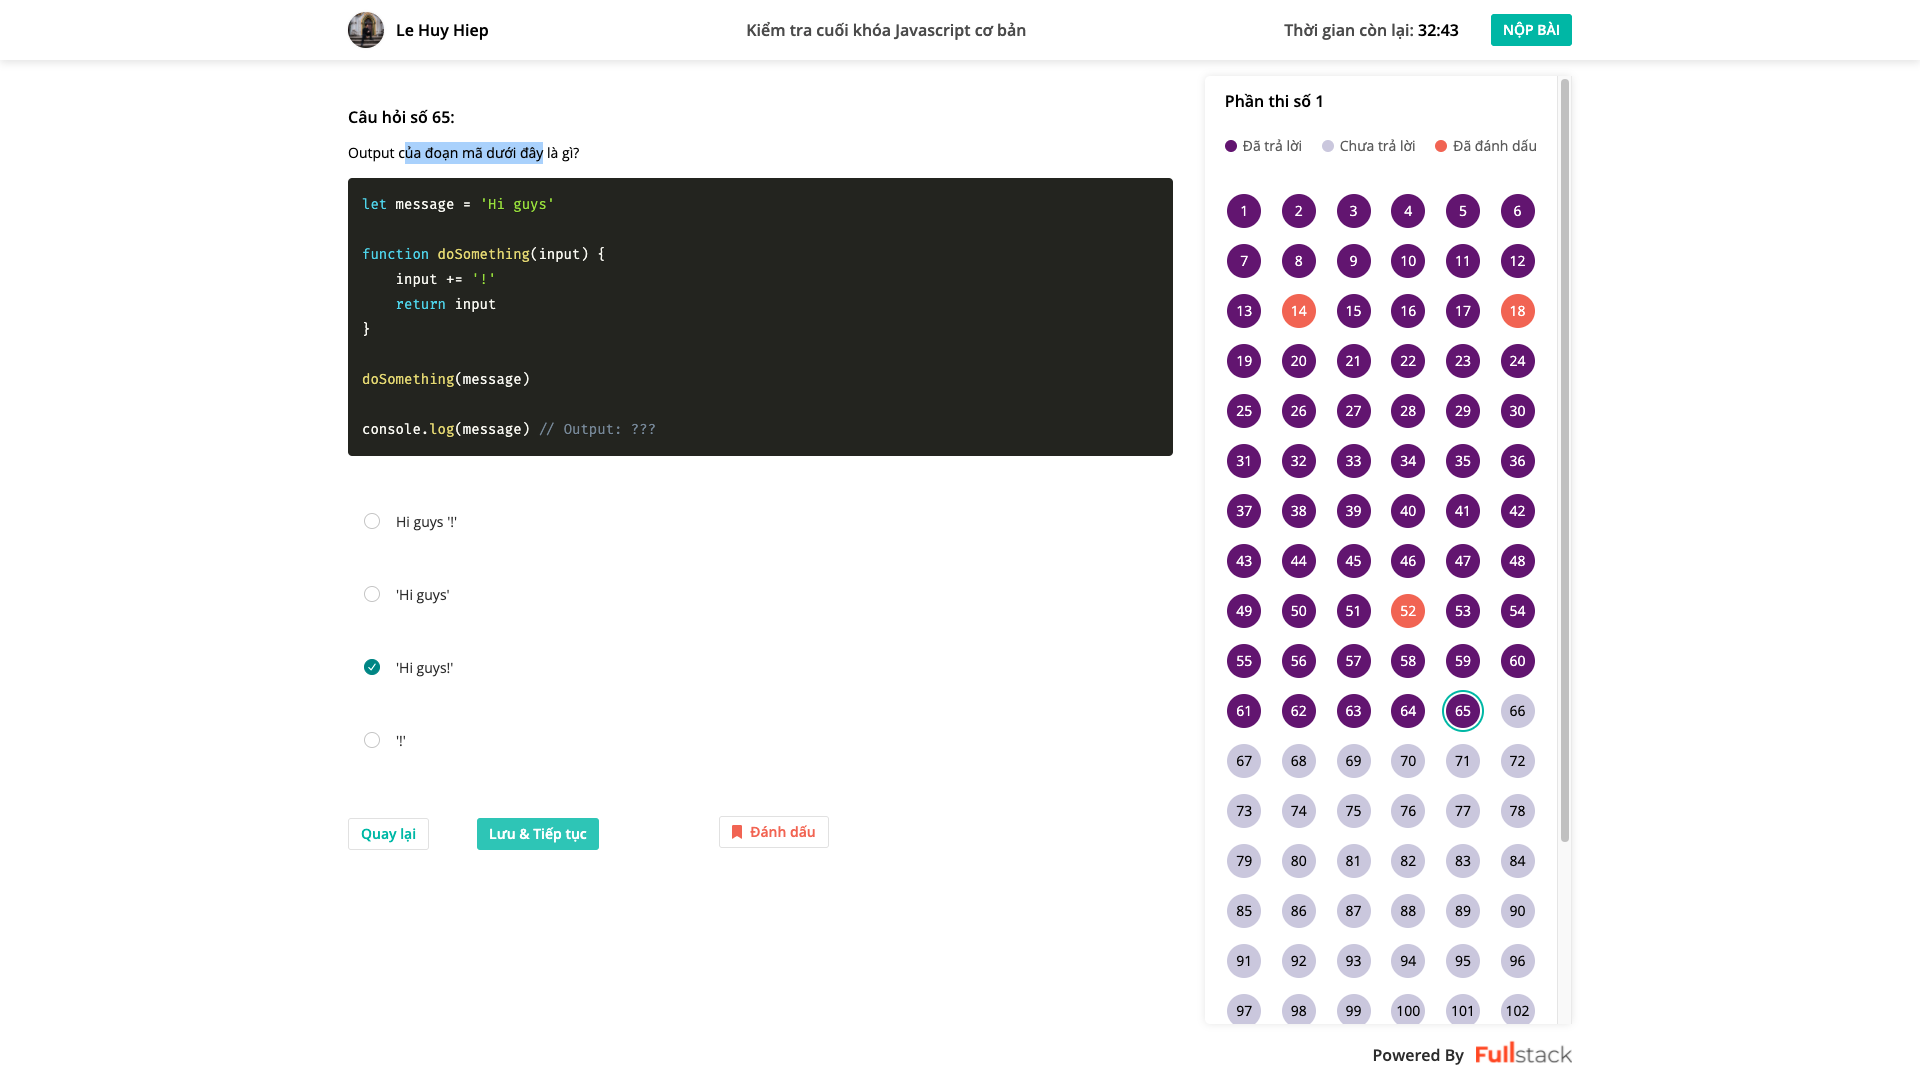 Le Huy Hiep
Kiểm tra cuối khóa Javascript cơ bản
Thời gian còn lại: 32:43
NỘP BÀI
Câu hỏi số 65:
Output của đoạn mã dưới đây là gì?
let message = 'Hi guys'
function doSomething(input) {
    input += '!'
    return input
}
doSomething(message)
console.log(message) // Output: ???
Hi guys '!'
'Hi guys'
'Hi guys!'
'!'
Quay lại
Lưu & Tiếp tục
Đánh dấu
Phần thi số 1
Đã trả lời
Chưa trả lời
Đã đánh dấu
1 2 3 4 5 6
7 8 9 10 11 12
13 14 15 16 17 18
19 20 21 22 23 24
25 26 27 28 29 30
31 32 33 34 35 36
37 38 39 40 41 42
43 44 45 46 47 48
49 50 51 52 53 54
55 56 57 58 59 60
61 62 63 64 65 66
67 68 69 70 71 72
73 74 75 76 77 78
79 80 81 82 83 84
85 86 87 88 89 90
91 92 93 94 95 96
97 98 99 100 101 102
Powered By Fullstack